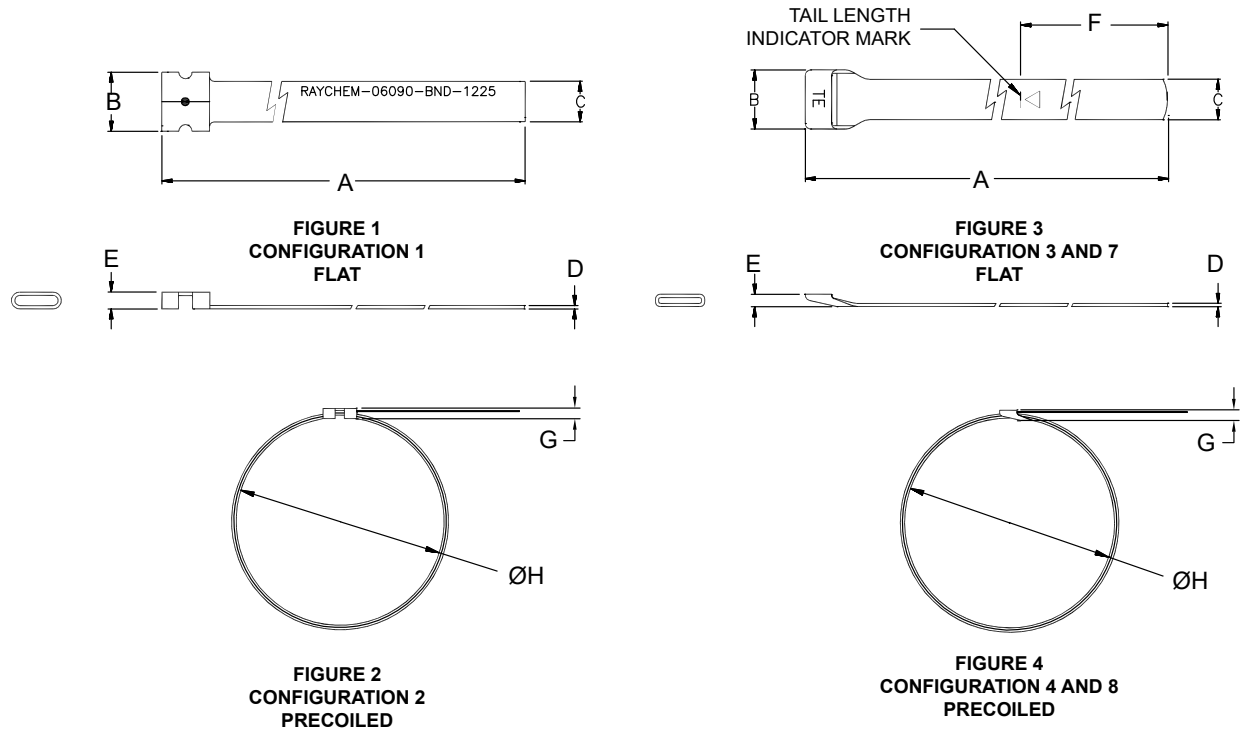 B
RAYCHEM-06090-BND-1225
C
A
FIGURE 1
CONFIGURATION 1
FLAT
E
D
G
ØH
FIGURE 2
CONFIGURATION 2
PRECOILED
TAIL LENGTH
INDICATOR MARK
F
B
TE
C
A
FIGURE 3
CONFIGURATION 3 AND 7
FLAT
E
D
G
ØH
FIGURE 4
CONFIGURATION 4 AND 8
PRECOILED